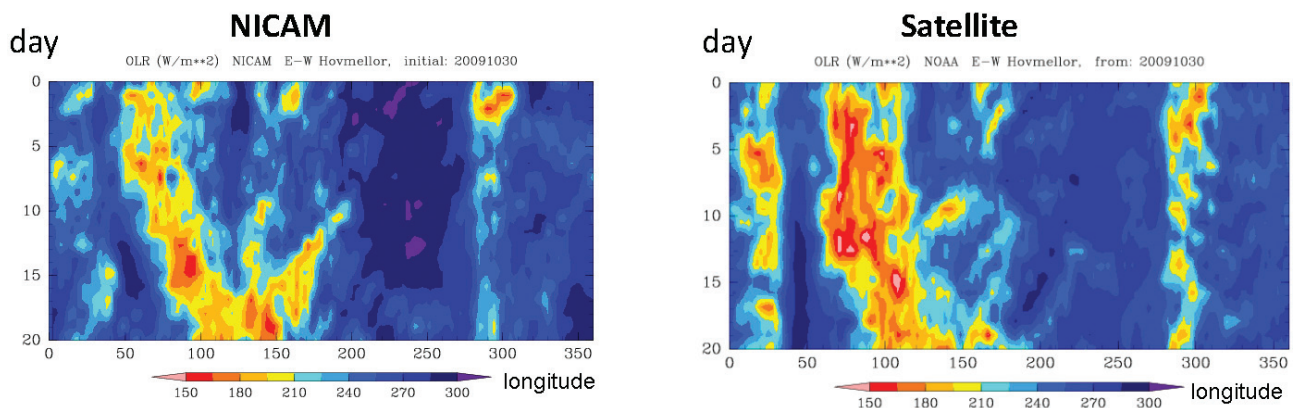 NICAM
day
OLR (W/m**2) NICAM E-W Hovmellor, initial: 20091030
0
5
10
15
20
0 50 100 150 200 250 300 350
150 180 210 240 270 300
longitude
Satellite
day
OLR (W/m**2) NOAA E-W Hovmellor, from: 20091030
0
5
10
15
20
0 50 100 150 200 250 300 350
150 180 210 240 270 300
longitude